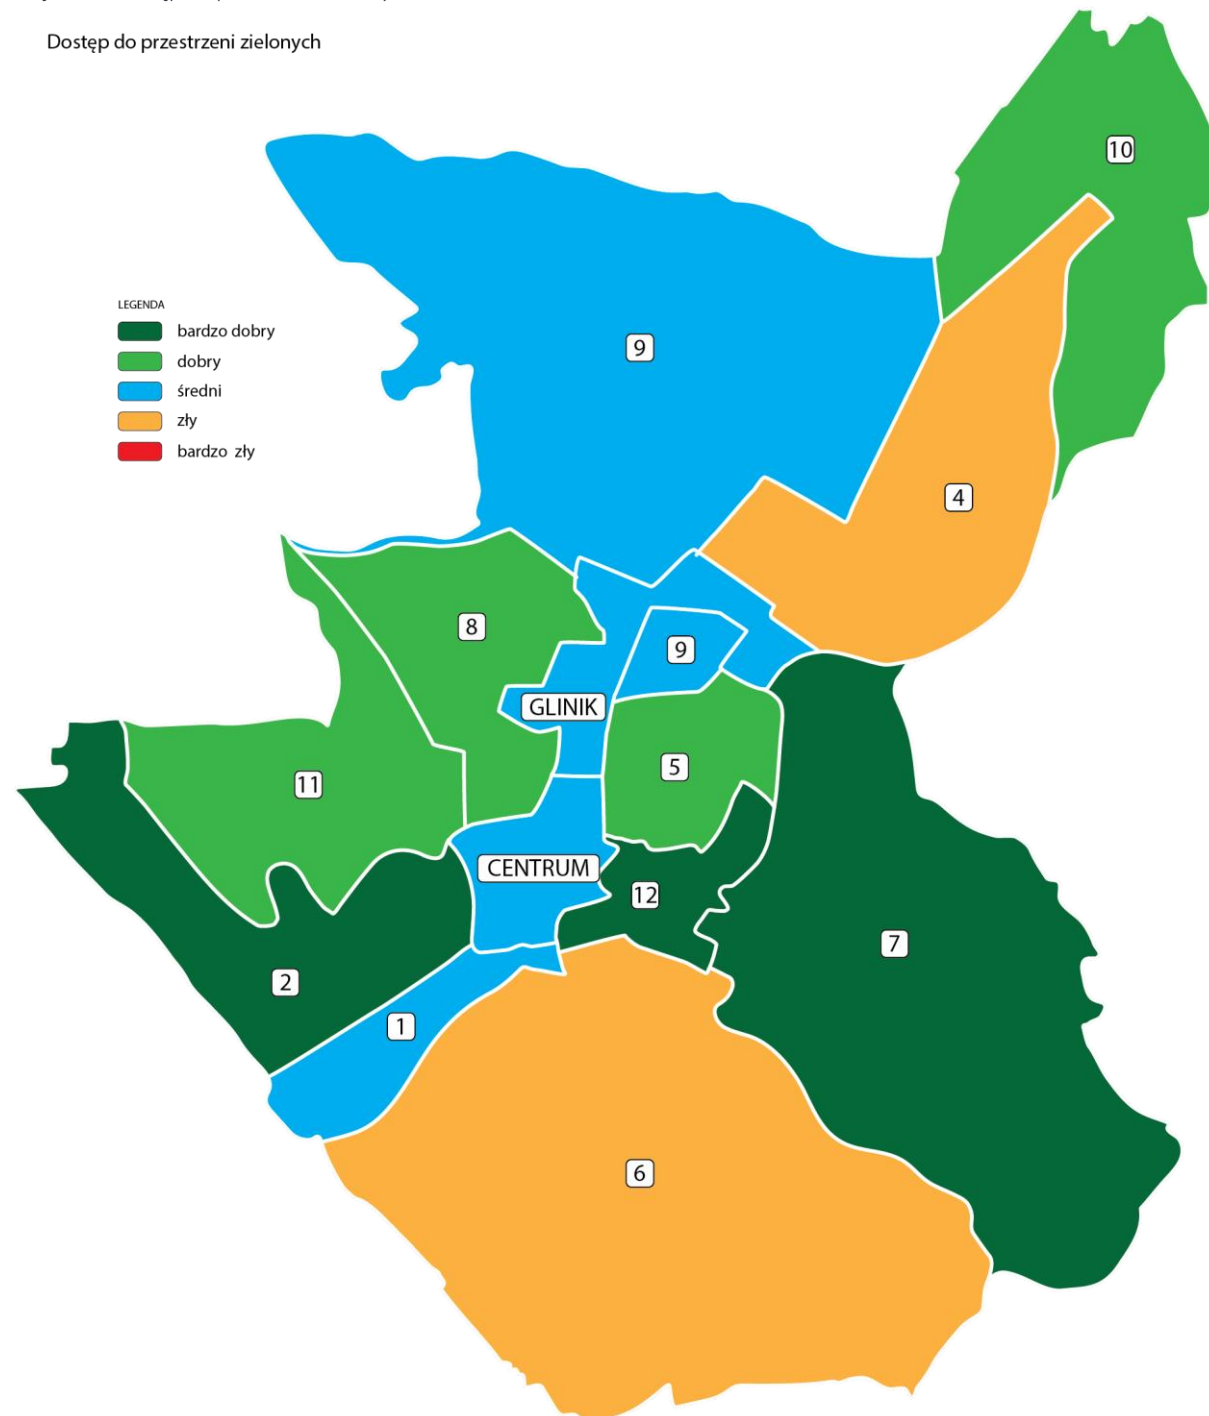 Dostęp do przestrzeni zielonych
10
9
LEGENDA
bardzo dobry
dobry
średni
zły
bardzo zły
4
8
9
GLINIK
5
11
CENTRUM
12
7
2
1
6